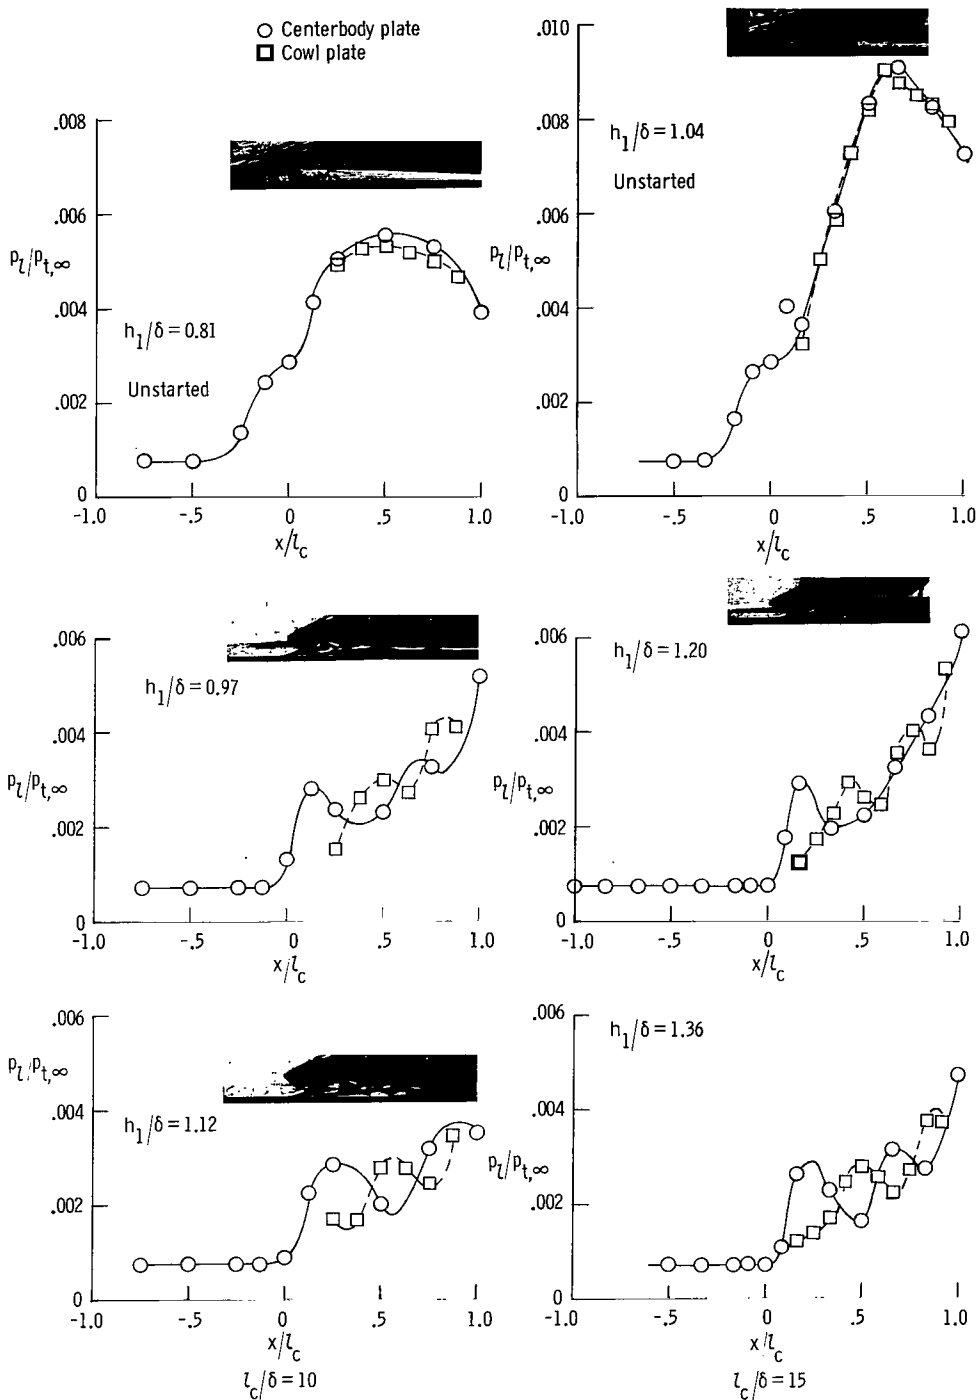 ○ Centerbody plate
□ Cowl plate
.008
.006
p_l/p_t,∞
.004
.002
0
h_1/δ = 0.81
Unstarted
-1.0 -.5 0 .5 1.0
x/l_c
.010
.008
.006
p_l/p_t,∞
.004
.002
0
h_1/δ = 1.04
Unstarted
-1.0 -.5 0 .5 1.0
x/l_c
.006
.004
p_l/p_t,∞
.002
0
h_1/δ = 0.97
-1.0 -.5 0 .5 1.0
x/l_c
.006
.004
p_l/p_t,∞
.002
0
h_1/δ = 1.20
-1.0 -.5 0 .5 1.0
x/l_c
.006
p_l/p_t,∞
.004
.002
0
h_1/δ = 1.12
-1.0 -.5 0 .5 1.0
x/l_c
l_c/δ = 10
.006
.004
p_l/p_t,∞
.002
0
h_1/δ = 1.36
-1.0 -.5 0 .5 1.0
x/l_c
l_c/δ = 15